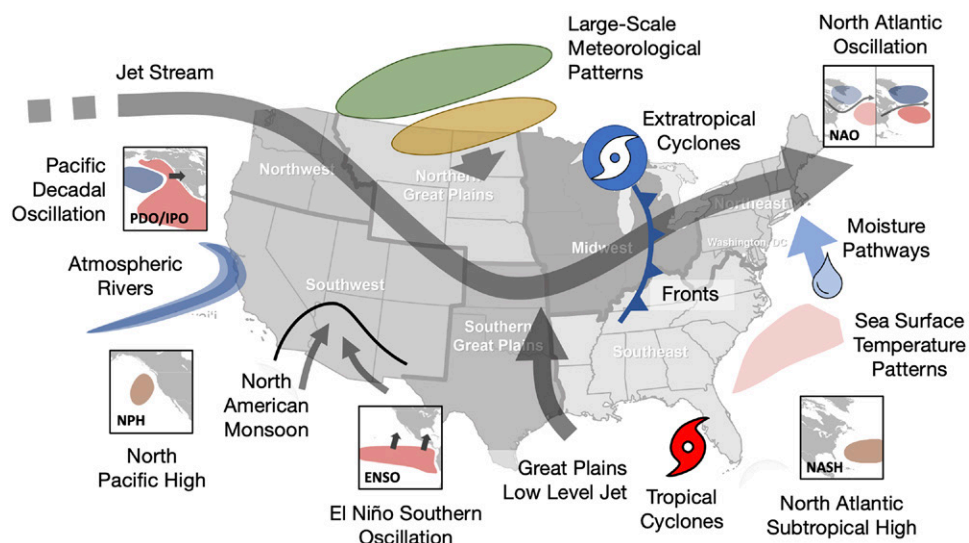 Large-Scale
Meteorological
Patterns
North Atlantic
Oscillation
NAO
Jet Stream
Extratropical
Cyclones
Pacific
Decadal
Oscillation
PDO/IPO
Northwest
Northern
Great Plains
Midwest
Northeast
Washington, DC
Moisture
Pathways
Atmospheric
Rivers
Southwest
Fronts
Southern
Great Plains
Southeast
Sea Surface
Temperature
Patterns
NPH
North
Pacific High
North
American
Monsoon
ENSO
El Niño Southern
Oscillation
Great Plains
Low Level Jet
Tropical
Cyclones
NASH
North Atlantic
Subtropical High